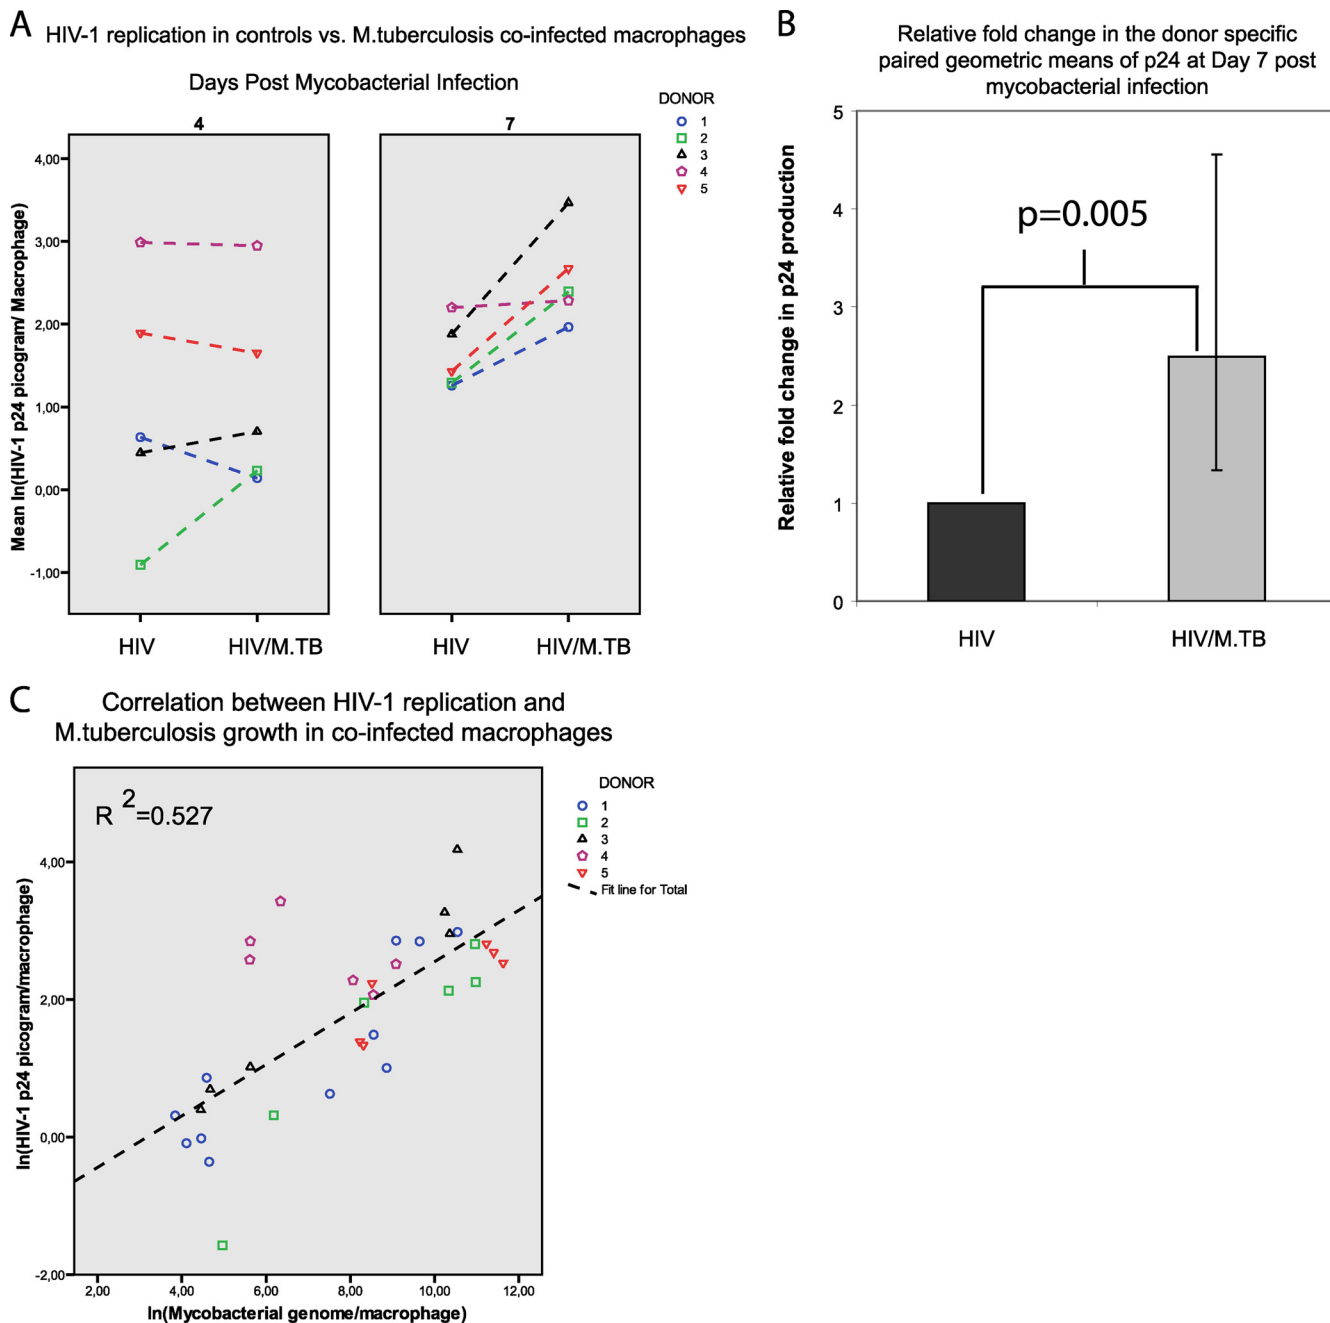 A
HIV-1 replication in controls vs. M.tuberculosis co-infected macrophages
Days Post Mycobacterial Infection
4
7
DONOR
1
2
3
4
5
Mean ln(HIV-1 p24 picogram/ Macrophage)
4,00
3,00
2,00
1,00
0,00
-1,00
HIV
HIV/M.TB
HIV
HIV/M.TB
B
Relative fold change in the donor specific
paired geometric means of p24 at Day 7 post
mycobacterial infection
Relative fold change in p24 production
5
4
3
2
1
0
p=0.005
HIV
HIV/M.TB
C
Correlation between HIV-1 replication and
M.tuberculosis growth in co-infected macrophages
R 2=0.527
DONOR
1
2
3
4
5
Fit line for Total
ln(HIV-1 p24 picogram/macrophage)
4,00
2,00
0,00
-2,00
2,00
4,00
6,00
8,00
10,00
12,00
ln(Mycobacterial genome/macrophage)